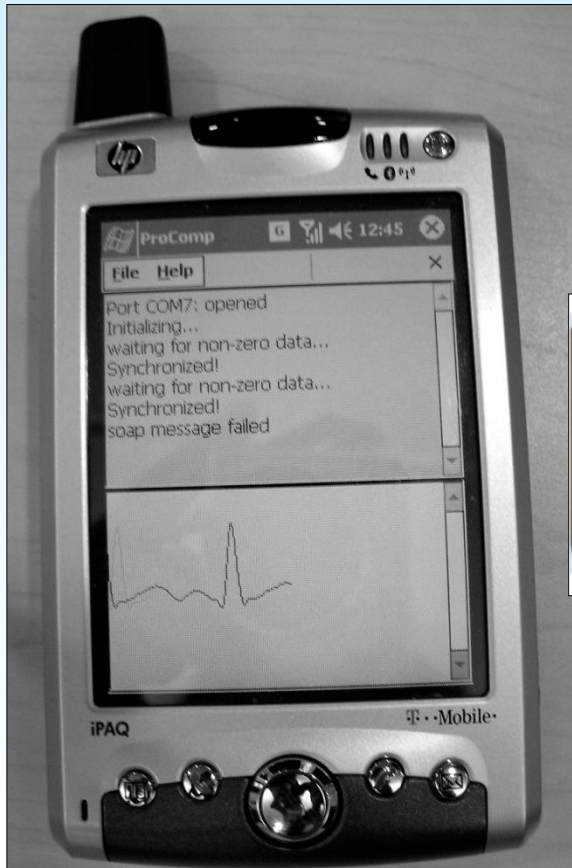 hp
ProComp G 12:45
File Help
Port COM7: opened
Initializing...
waiting for non-zero data...
Synchronized!
waiting for non-zero data...
Synchronized!
soap message failed
iPAQ
T··Mobile·